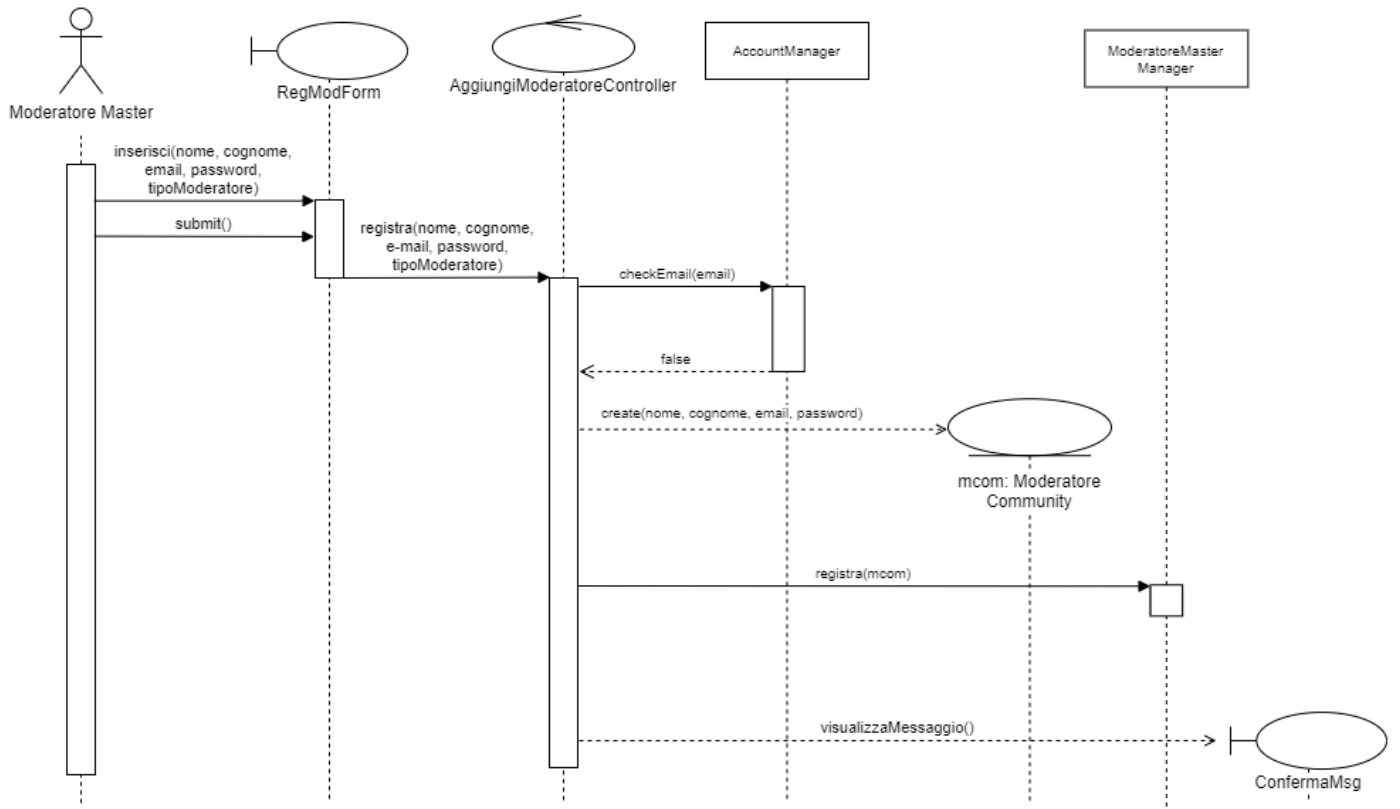 Moderatore Master
RegModForm
AggiungiModeratoreController
AccountManager
ModeratoreMaster
Manager
inserisci(nome, cognome,
email, password,
tipoModeratore)
submit()
registra(nome, cognome,
e-mail, password,
tipoModeratore)
checkEmail(email)
false
create(nome, cognome, email, password)
mcom: Moderatore
Community
registra(mcom)
visualizzaMessaggio()
ConfermaMsg